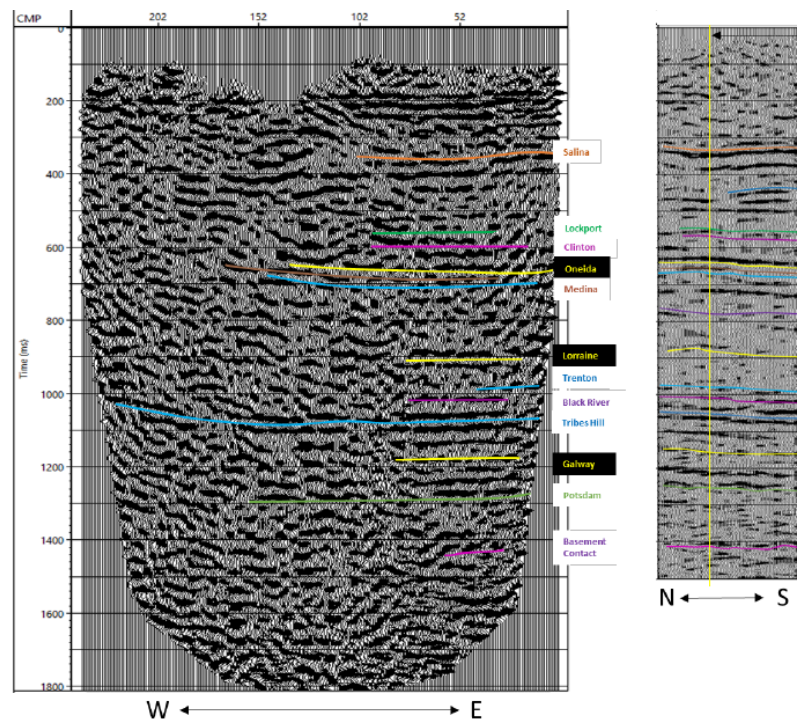 CMP
202 152 102 52
0
200
400
600
800
1000
1200
1400
1600
1800
Time (ms)
Salina
Lockport
Clinton
Oneida
Medina
Lorraine
Trenton
Black River
Tribes Hill
Galway
Potsdam
Basement
Contact
W E
N S